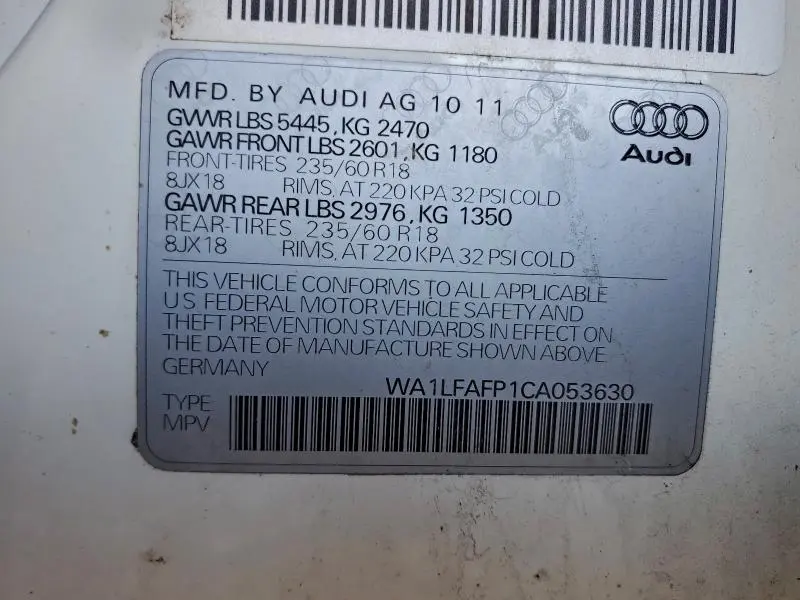 MFD. BY AUDI AG 10 11
GVWR LBS 5445, KG 2470
GAWR FRONT LBS 2601, KG 1180
FRONT-TIRES 235/60 R18
8JX18 RIMS, AT 220 KPA 32 PSI COLD
GAWR REAR LBS 2976, KG 1350
REAR-TIRES 235/60 R18
8JX18 RIMS, AT 220 KPA 32 PSI COLD
Audi
THIS VEHICLE CONFORMS TO ALL APPLICABLE
U S FEDERAL MOTOR VEHICLE SAFETY AND
THEFT PREVENTION STANDARDS IN EFFECT ON
THE DATE OF MANUFACTURE SHOWN ABOVE.
GERMANY
WA1LFAFP1CA053630
TYPE
MPV